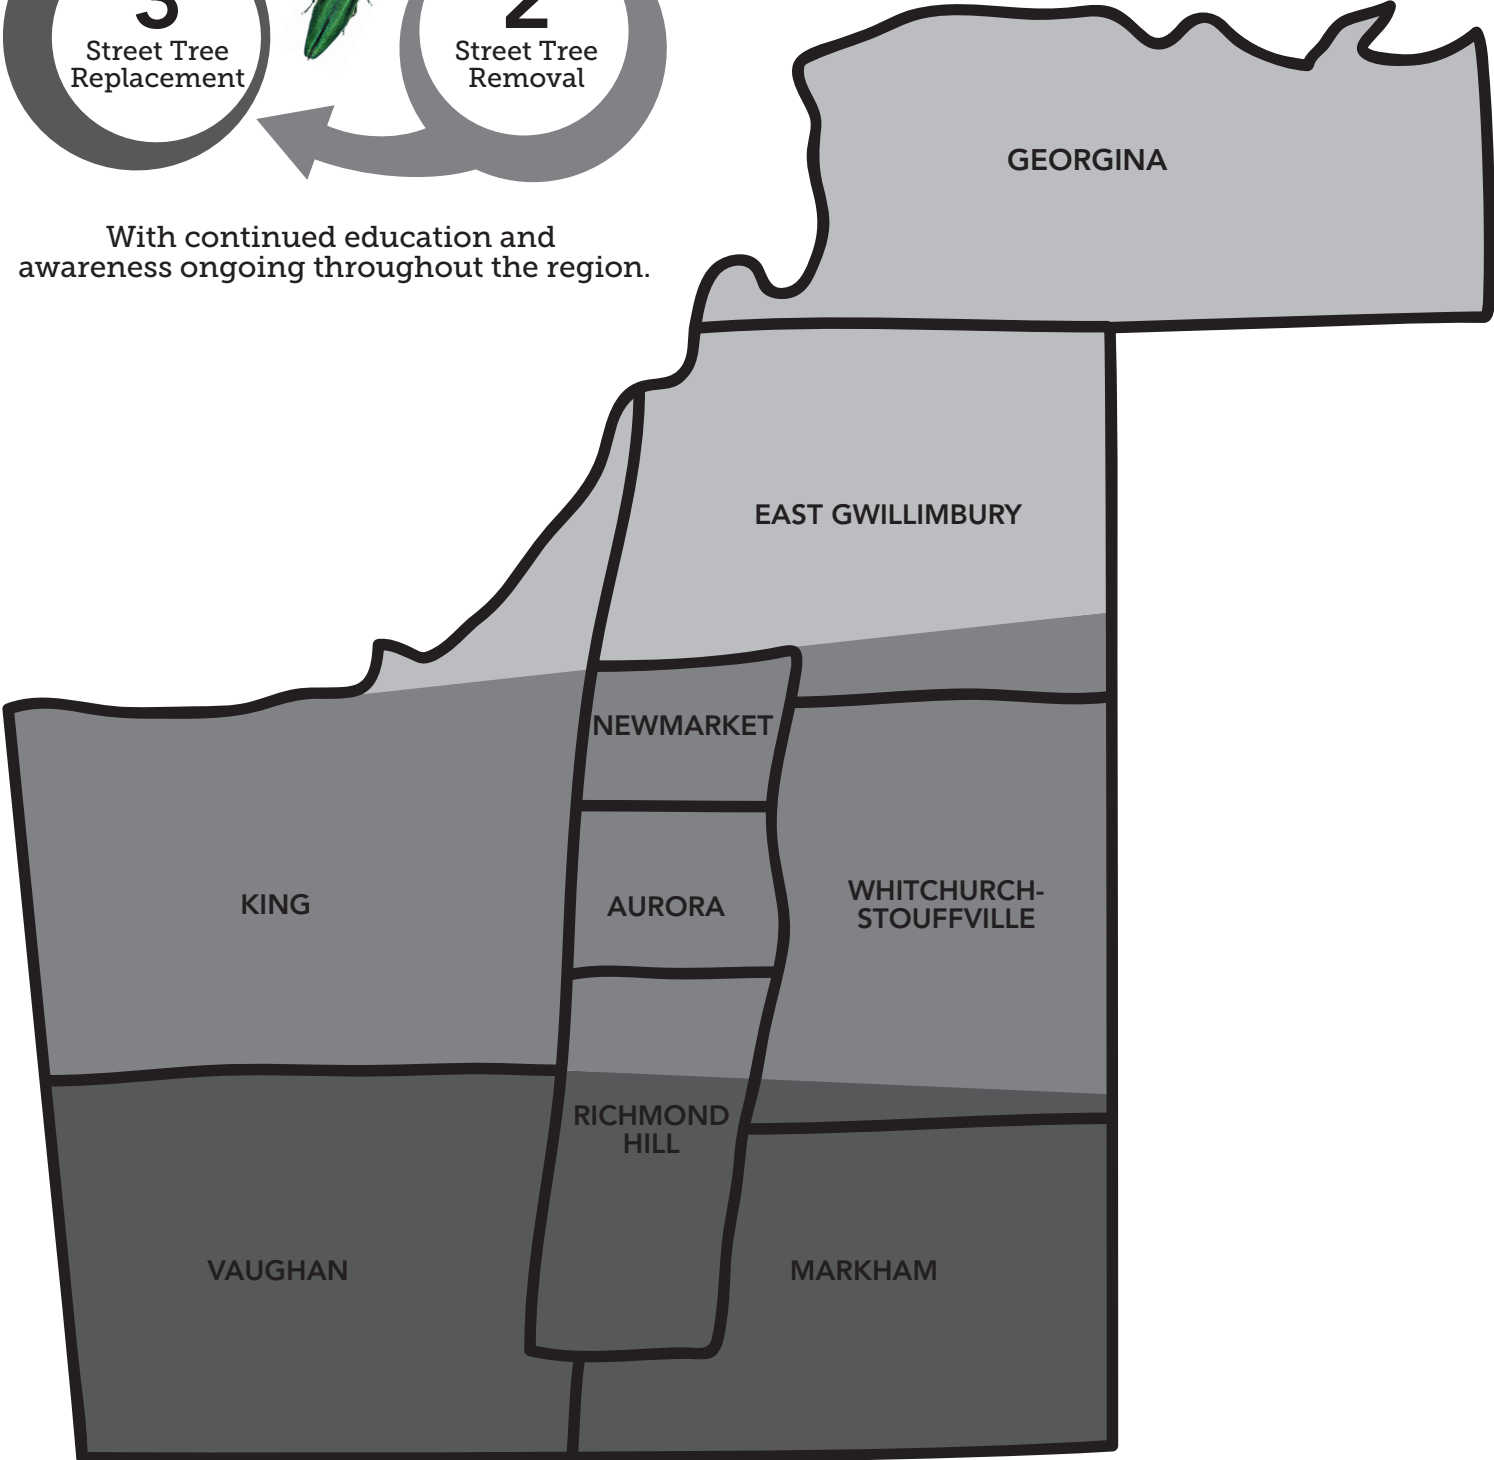 3
Street Tree
Replacement
2
Street Tree
Removal
With continued education and
awareness ongoing throughout the region.
GEORGINA
EAST GWILLIMBURY
NEWMARKET
KING
AURORA
WHITCHURCH-
STOUFFVILLE
RICHMOND
HILL
VAUGHAN
MARKHAM